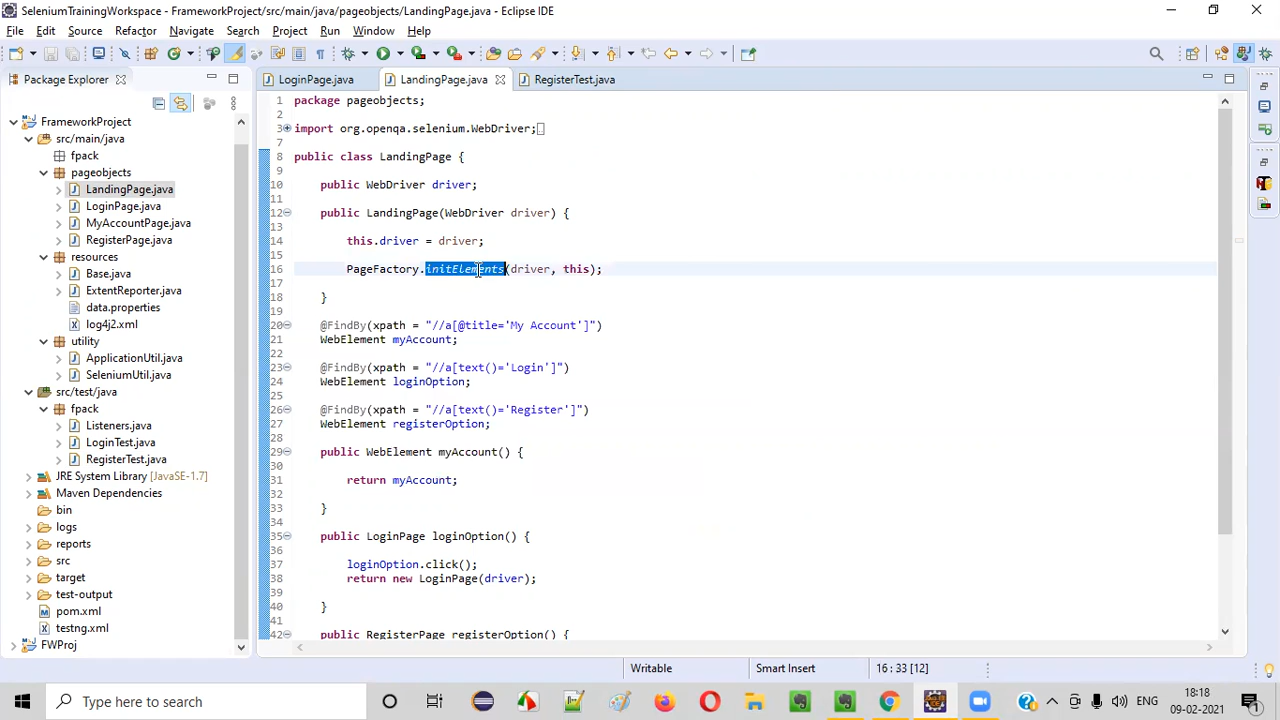 SeleniumTrainingWorkspace - FrameworkProject/src/main/java/pageobjects/LandingPage.java - Eclipse IDE
File Edit Source Refactor Navigate Search Project Run Window Help
Package Explorer
LoginPage.java LandingPage.java RegisterTest.java
FrameworkProject
src/main/java
fpack
pageobjects
LandingPage.java
LoginPage.java
MyAccountPage.java
RegisterPage.java
resources
Base.java
ExtentReporter.java
data.properties
log4j2.xml
utility
ApplicationUtil.java
SeleniumUtil.java
src/test/java
fpack
Listeners.java
LoginTest.java
RegisterTest.java
JRE System Library [JavaSE-1.7]
Maven Dependencies
bin
logs
reports
src
target
test-output
pom.xml
testng.xml
FWProj
1 package pageobjects;
2
3 import org.openqa.selenium.WebDriver;
7
8 public class LandingPage {
9
10 public WebDriver driver;
11
12 public LandingPage(WebDriver driver) {
13
14 this.driver = driver;
15
16 PageFactory.initElements(driver, this);
17
18 }
19
20 @FindBy(xpath = "//a[@title='My Account']")
21 WebElement myAccount;
22
23 @FindBy(xpath = "//a[text()='Login']")
24 WebElement loginOption;
25
26 @FindBy(xpath = "//a[text()='Register']")
27 WebElement registerOption;
28
29 public WebElement myAccount() {
30
31 return myAccount;
32
33 }
34
35 public LoginPage loginOption() {
36
37 loginOption.click();
38 return new LoginPage(driver);
39
40 }
41
42 public RegisterPage registerOption() {
Writable Smart Insert 16 : 33 [12]
Type here to search
ENG
18:18
09-02-2021